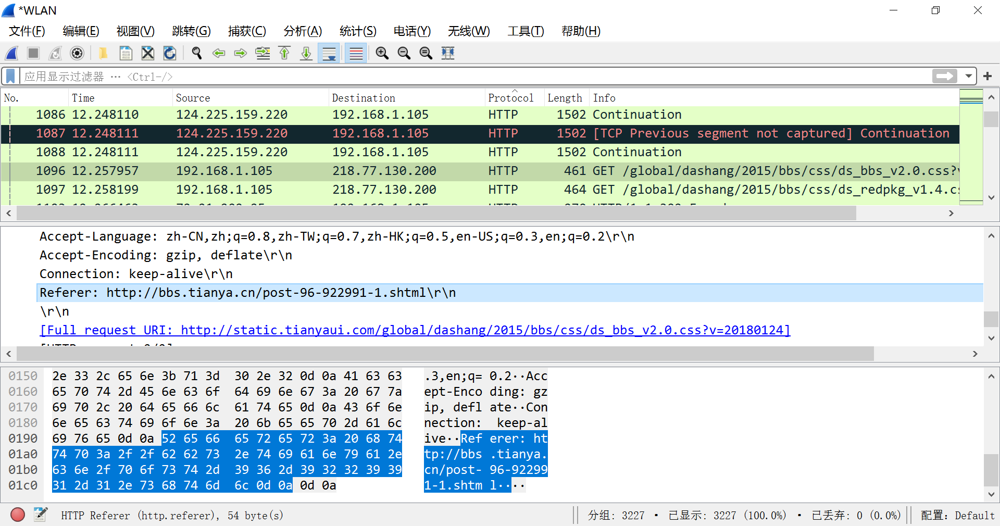 *WLAN
文件(F) 编辑(E) 视图(V) 跳转(G) 捕获(C) 分析(A) 统计(S) 电话(Y) 无线(W) 工具(T) 帮助(H)
应用显示过滤器 … <Ctrl-/>
No. Time Source Destination Protocol Length Info
1086 12.248110 124.225.159.220 192.168.1.105 HTTP 1502 Continuation
1087 12.248111 124.225.159.220 192.168.1.105 HTTP 1502 [TCP Previous segment not captured] Continuation
1088 12.248111 124.225.159.220 192.168.1.105 HTTP 1502 Continuation
1096 12.257957 192.168.1.105 218.77.130.200 HTTP 461 GET /global/dashang/2015/bbs/css/ds_bbs_v2.0.css?v
1097 12.258199 192.168.1.105 218.77.130.200 HTTP 464 GET /global/dashang/2015/bbs/css/ds_redpkg_v1.4.cs
Accept-Language: zh-CN,zh;q=0.8,zh-TW;q=0.7,zh-HK;q=0.5,en-US;q=0.3,en;q=0.2\r\n
Accept-Encoding: gzip, deflate\r\n
Connection: keep-alive\r\n
Referer: http://bbs.tianya.cn/post-96-922991-1.shtml\r\n
\r\n
[Full request URI: http://static.tianyaui.com/global/dashang/2015/bbs/css/ds_bbs_v2.0.css?v=20180124]
0150 2e 33 2c 65 6e 3b 71 3d 30 2e 32 0d 0a 41 63 63 .3,en;q= 0.2··Acc
0160 65 70 74 2d 45 6e 63 6f 64 69 6e 67 3a 20 67 7a ept-Enco ding: gz
0170 69 70 2c 20 64 65 66 6c 61 74 65 0d 0a 43 6f 6e ip, defl ate··Con
0180 6e 65 63 74 69 6f 6e 3a 20 6b 65 65 70 2d 61 6c nection: keep-al
0190 69 76 65 0d 0a 52 65 66 65 72 65 72 3a 20 68 74 ive··Ref erer: ht
01a0 74 70 3a 2f 2f 62 62 73 2e 74 69 61 6e 79 61 2e tp://bbs .tianya.
01b0 63 6e 2f 70 6f 73 74 2d 39 36 2d 39 32 32 39 39 cn/post- 96-92299
01c0 31 2d 31 2e 73 68 74 6d 6c 0d 0a 0d 0a 1-1.shtm l····
HTTP Referer (http.referer), 54 byte(s) 分组: 3227 · 已显示: 3227 (100.0%) · 已丢弃: 0 (0.0%) 配置: Default